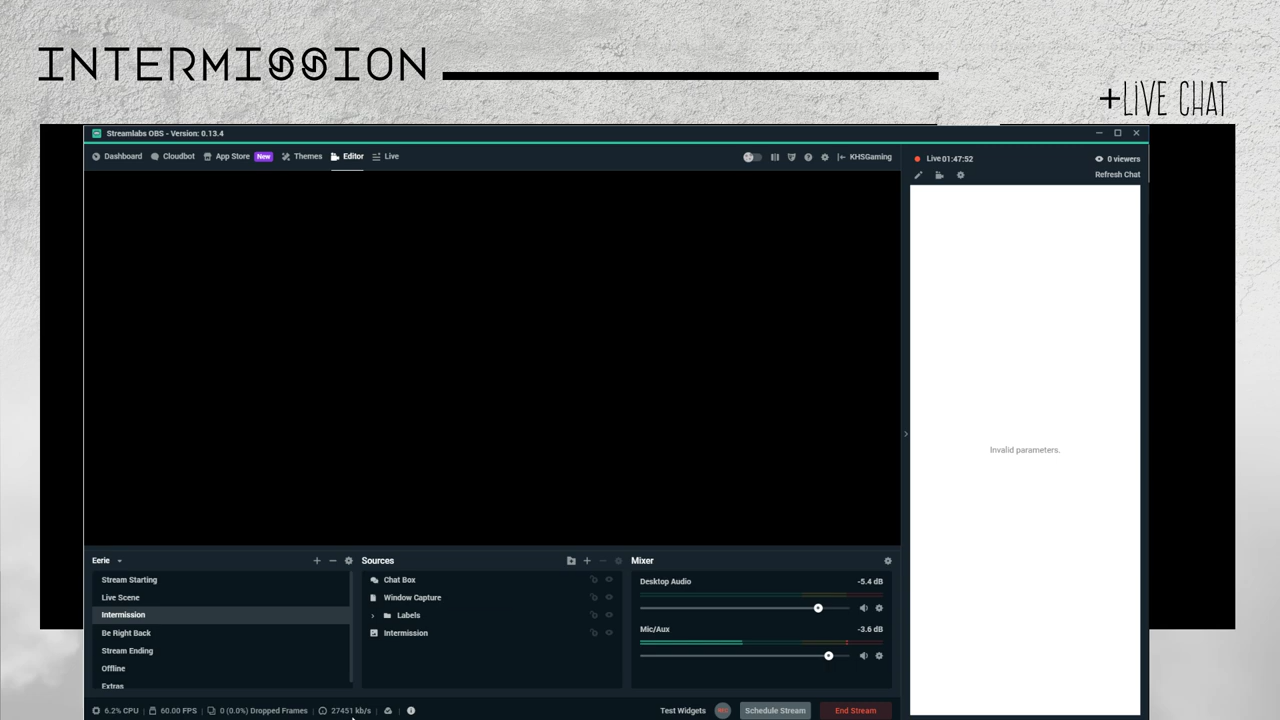 INTERMISSION
+LIVE CHAT
Streamlabs OBS - Version: 0.13.4
Dashboard Cloudbot App Store New Themes Editor Live KHSGaming
Live 01:47:52 0 viewers
Refresh Chat
Invalid parameters.
Eerie
Stream Starting
Live Scene
Intermission
Be Right Back
Stream Ending
Offline
Extras
Sources
Chat Box
Window Capture
Labels
Intermission
Mixer
Desktop Audio -5.4 dB
Mic/Aux -3.6 dB
6.2% CPU | 60.00 FPS | 0 (0.0%) Dropped Frames | 27451 kb/s
Test Widgets REC Schedule Stream End Stream